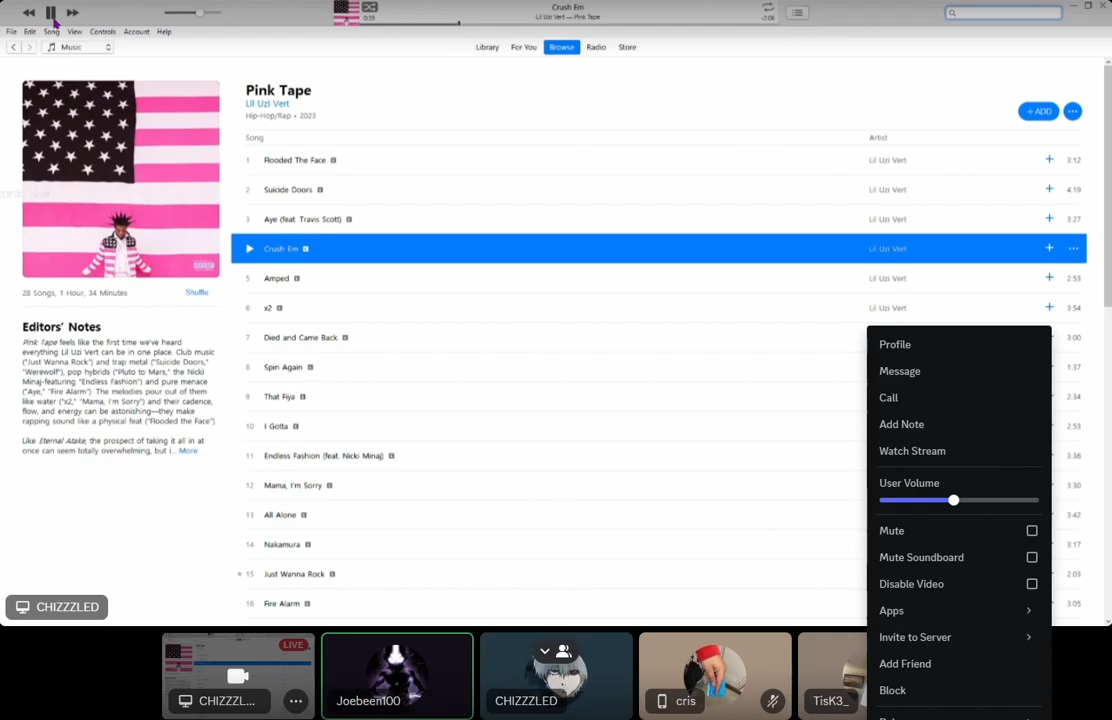 Crush Em
Lil Uzi Vert — Pink Tape
0:39
-2:06
File Edit Song View Controls Account Help
Music
Library For You Browse Radio Store
Pink Tape
Lil Uzi Vert
Hip-Hop/Rap • 2023
+ ADD
Song Artist
1 Flooded The Face E Lil Uzi Vert + 3:12
2 Suicide Doors E Lil Uzi Vert + 4:19
3 Aye (feat. Travis Scott) E Lil Uzi Vert + 3:27
Crush Em E Lil Uzi Vert +
5 Amped E Lil Uzi Vert + 2:53
6 x2 E Lil Uzi Vert + 3:54
7 Died and Came Back E 3:00
8 Spin Again E 1:37
9 That Fiya E 2:34
10 I Gotta E 2:53
11 Endless Fashion (feat. Nicki Minaj) E 3:36
12 Mama, I'm Sorry E 3:30
13 All Alone E 3:42
14 Nakamura E 3:17
15 Just Wanna Rock E 2:03
16 Fire Alarm E 3:05
28 Songs, 1 Hour, 34 Minutes Shuffle
Editors' Notes
Pink Tape feels like the first time we've heard
everything Lil Uzi Vert can be in one place. Club music
("Just Wanna Rock") and trap metal ("Suicide Doors,"
"Werewolf"), pop hybrids ("Pluto to Mars," the Nicki
Minaj-featuring "Endless Fashion") and pure menace
("Aye," "Fire Alarm"). The melodies pour out of them
like water ("x2," "Mama, I'm Sorry") and their cadence,
flow, and energy can be astonishing—they make
rapping sound like a physical feat ("Flooded the Face")
Like Eternal Atake, the prospect of taking it all in at
once can seem totally overwhelming, but i... More
Profile
Message
Call
Add Note
Watch Stream
User Volume
Mute
Mute Soundboard
Disable Video
Apps
Invite to Server
Add Friend
Block
CHIZZZLED
LIVE
CHIZZZL...
Joebeen100
CHIZZZLED
cris
TisK3_